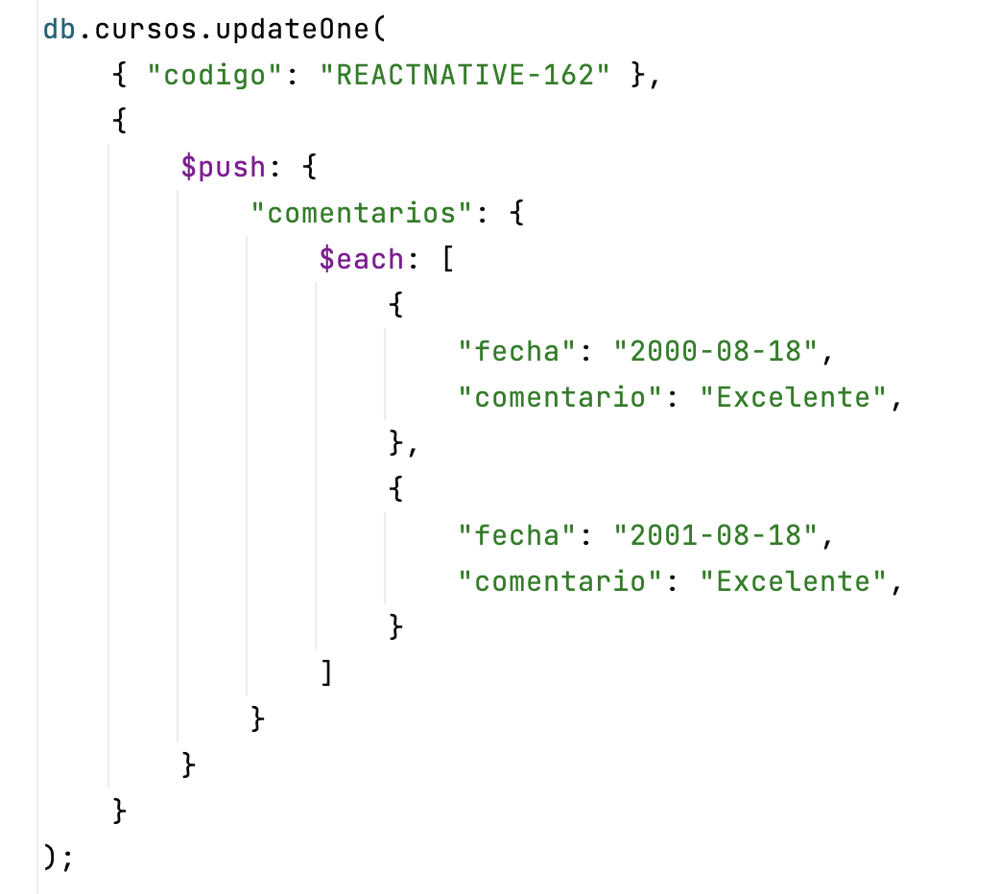 db.cursos.updateOne(
    { "codigo": "REACTNATIVE-162" },
    {
        $push: {
            "comentarios": {
                $each: [
                    {
                        "fecha": "2000-08-18",
                        "comentario": "Excelente",
                    },
                    {
                        "fecha": "2001-08-18",
                        "comentario": "Excelente",
                    }
                ]
            }
        }
    }
);